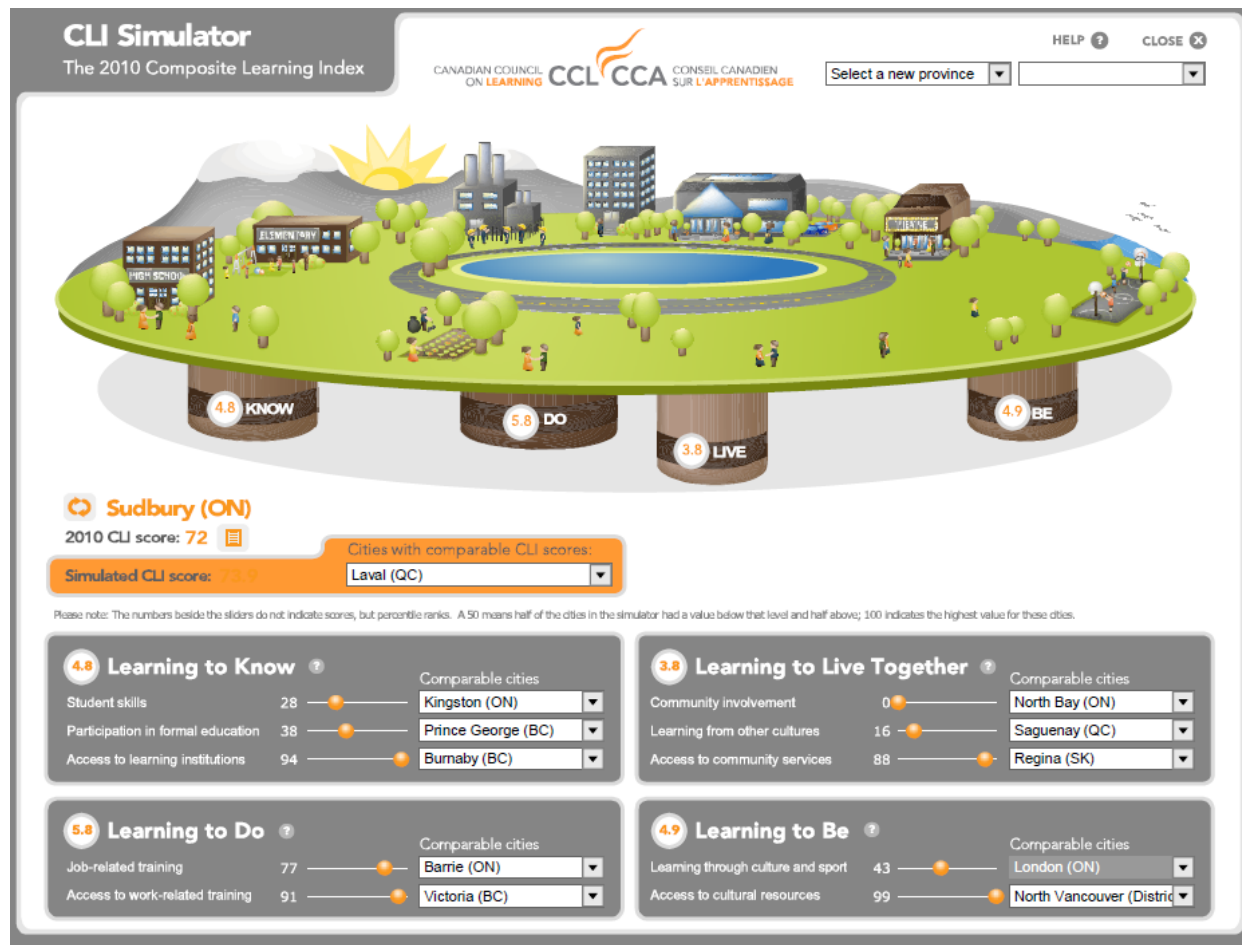 CLI Simulator
The 2010 Composite Learning Index
CANADIAN COUNCIL
ON LEARNING
CCL CCA
CONSEIL CANADIEN
SUR L'APPRENTISSAGE
HELP ?
CLOSE X
Select a new province
HIGH SCHOOL
ELEMENTARY
4.8 KNOW
5.8 DO
3.8 LIVE
4.9 BE
Sudbury (ON)
2010 CLI score: 72
Simulated CLI score: 73.9
Cities with comparable CLI scores:
Laval (QC)
Please note: The numbers beside the sliders do not indicate scores, but percentile ranks. A 50 means half of the cities in the simulator had a value below that level and half above; 100 indicates the highest value for these cities.
4.8 Learning to Know ?
Comparable cities
Student skills 28 Kingston (ON)
Participation in formal education 38 Prince George (BC)
Access to learning institutions 94 Burnaby (BC)
3.8 Learning to Live Together ?
Comparable cities
Community involvement 0 North Bay (ON)
Learning from other cultures 16 Saguenay (QC)
Access to community services 88 Regina (SK)
5.8 Learning to Do ?
Comparable cities
Job-related training 77 Barrie (ON)
Access to work-related training 91 Victoria (BC)
4.9 Learning to Be ?
Comparable cities
Learning through culture and sport 43 London (ON)
Access to cultural resources 99 North Vancouver (Distric